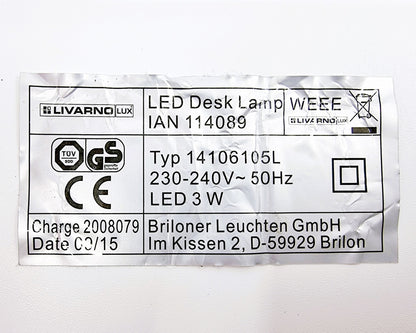 LIVARNO LUX
LED Desk Lamp
IAN 114089
WEEE
LIVARNO LUX
TÜV
GS
CE
Typ 14106105L
230-240V~ 50Hz
LED 3 W
Charge 2008079
Date 03/15
Briloner Leuchten GmbH
Im Kissen 2, D-59929 Brilon